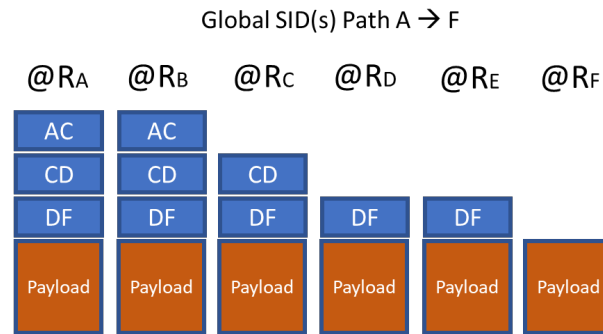 Global SID(s) Path A → F
@RA @RB @RC @RD @RE @RF
AC AC
CD CD CD
DF DF DF DF DF
Payload Payload Payload Payload Payload Payload